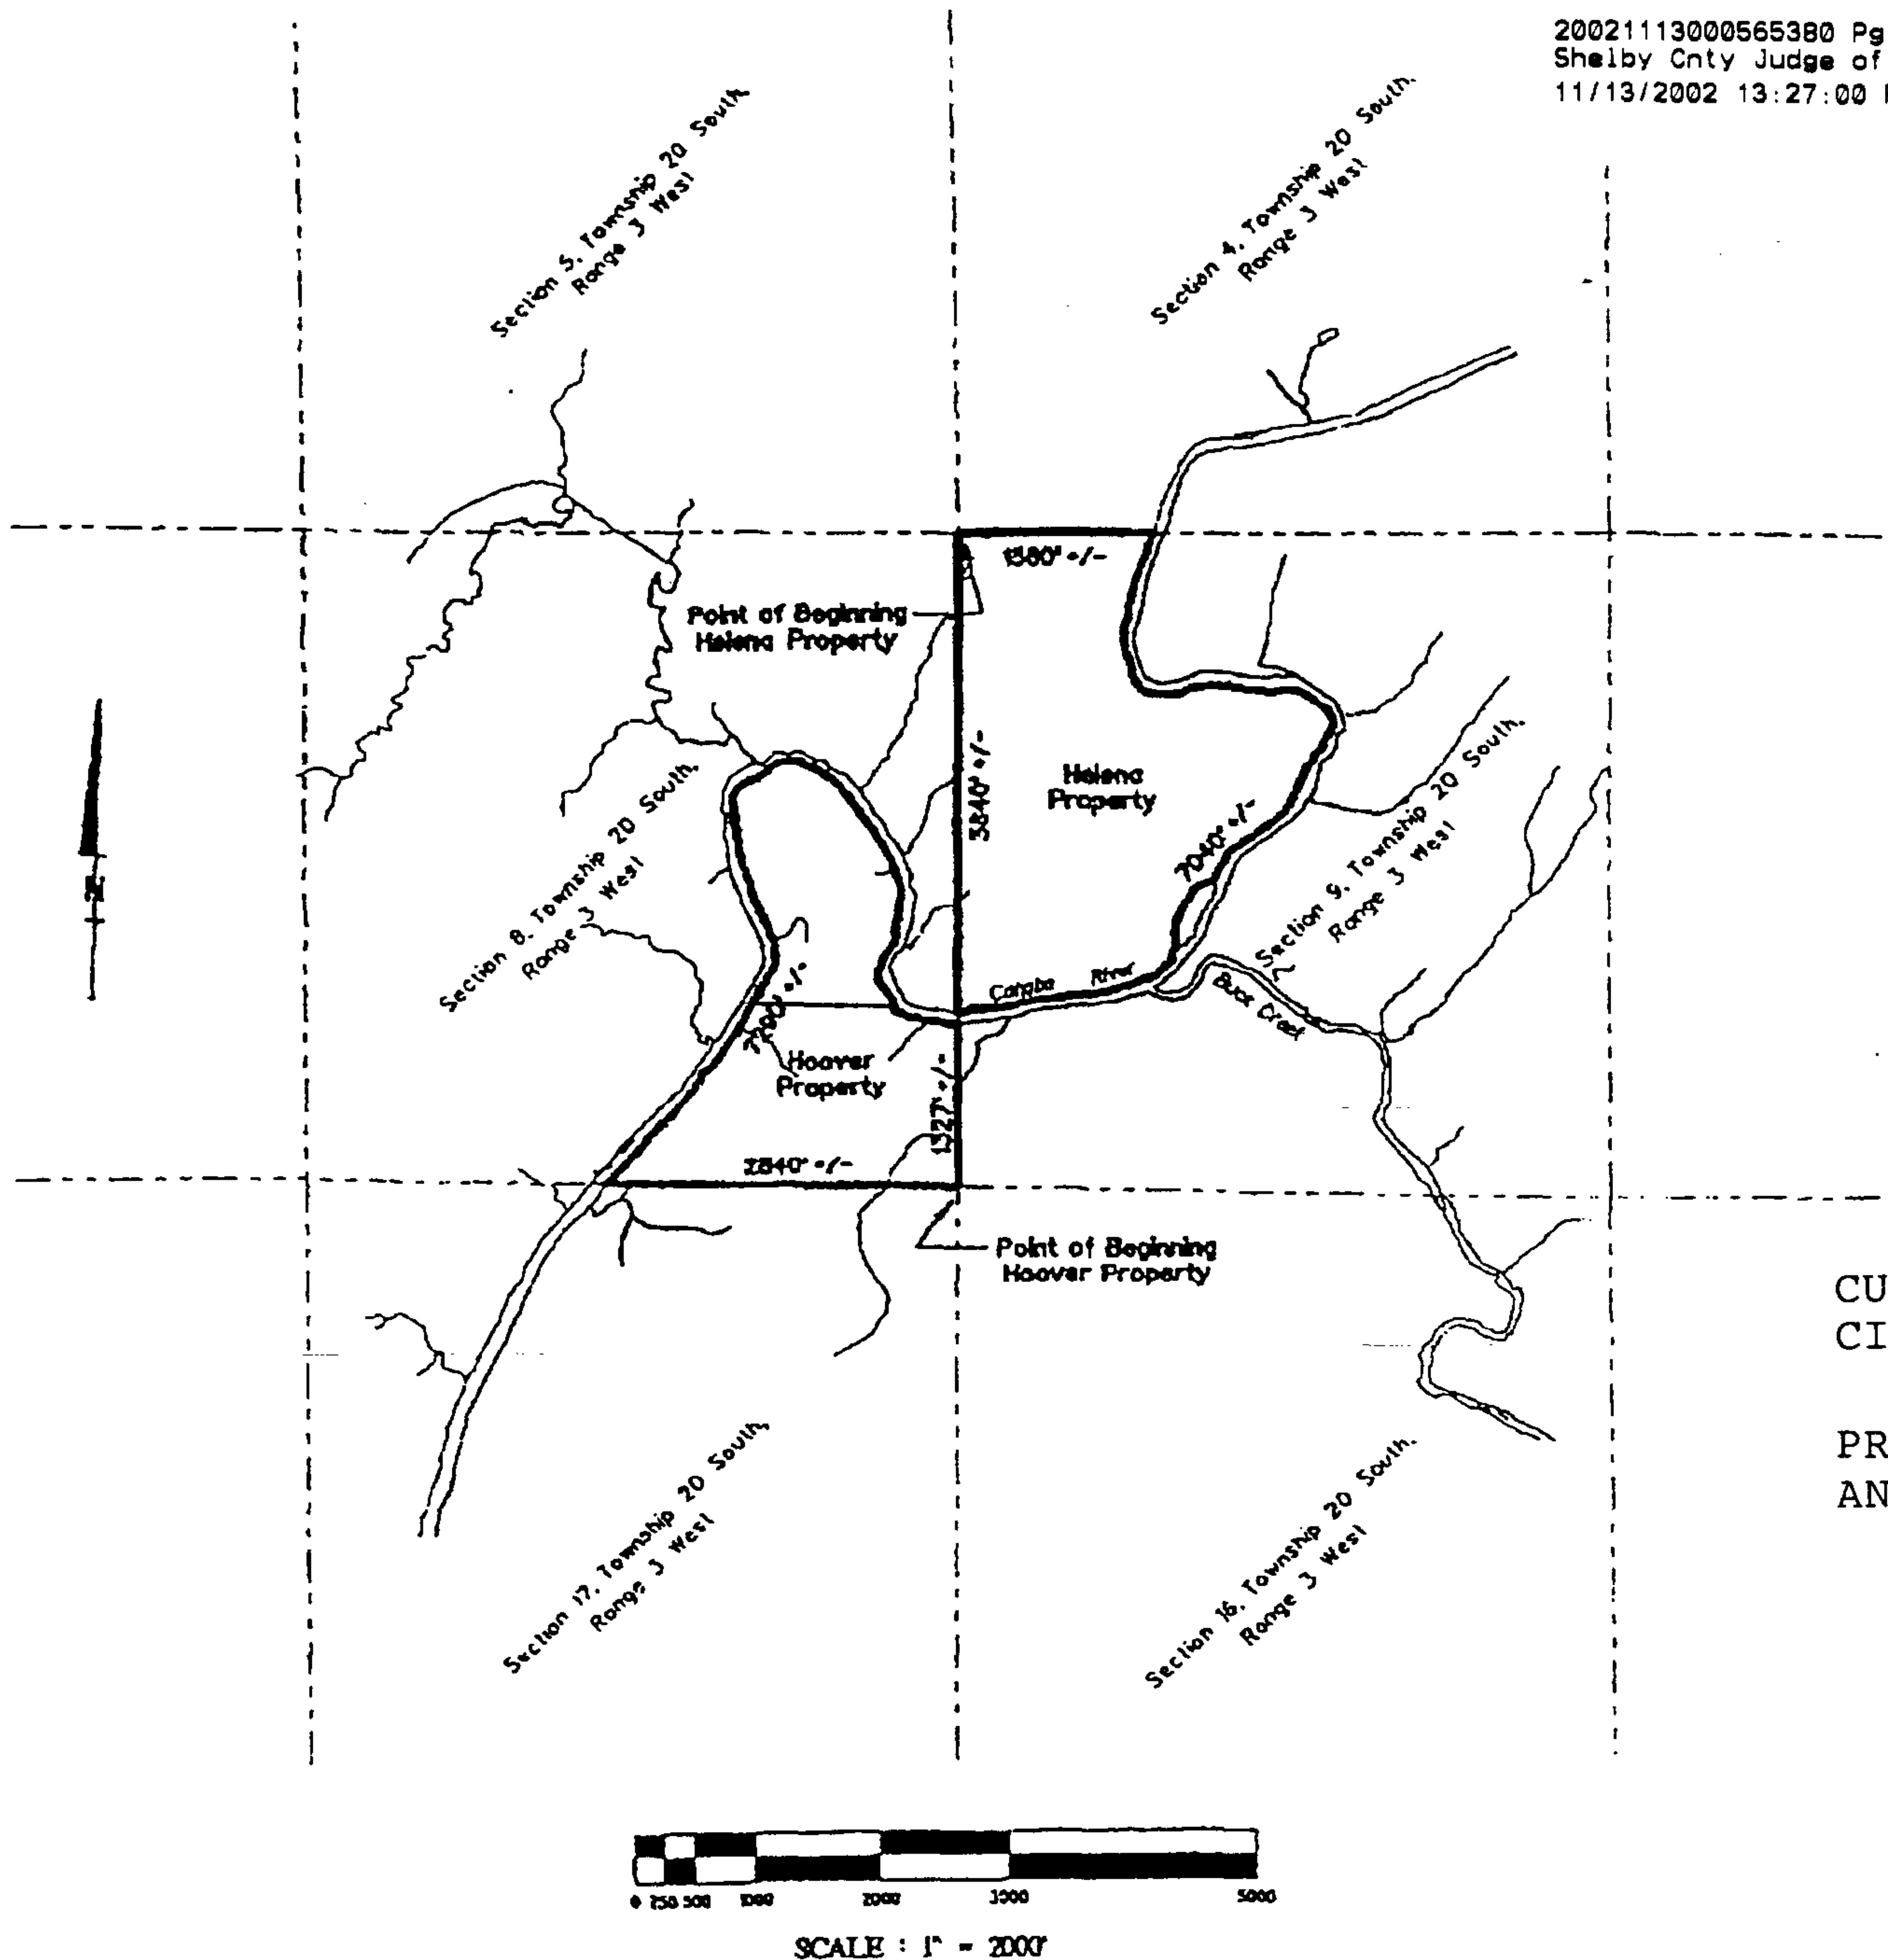 20021113000565380 Pg
Shelby Cnty Judge of
11/13/2002 13:27:00
Section 5, Township 20 South,
Range 3 West
Section 4, Township 20 South,
Range 3 West
1580' +/-
Point of Beginning
Helena Property
3840' +/-
Helena
Property
7040' +/-
Section 8, Township 20 South,
Range 3 West
Section 9, Township 20 South,
Range 3 West
N
Cahaba River
Buck Creek
Hoover
Property
1327' +/-
2840' +/-
Point of Beginning
Hoover Property
CU
CI
PR
AN
Section 17, Township 20 South,
Range 3 West
Section 16, Township 20 South,
Range 3 West
0 250 500 1000 2000 3000 5000
SCALE : 1" = 2000'